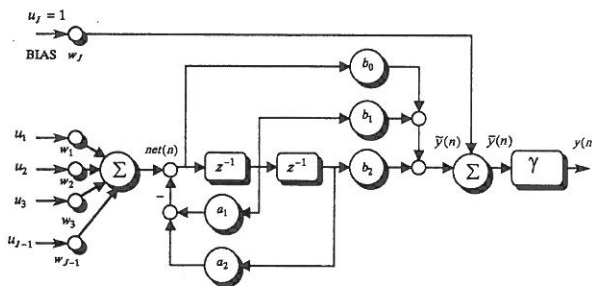 u_J = 1
BIAS w_J
b_0
b_1
u_1
w_1
net(n)
ỹ(n)
ȳ(n)
y(n
u_2
w_2
Σ
z^{-1}
z^{-1}
b_2
Σ
γ
u_3
w_3
–
a_1
u_{J-1}
w_{J-1}
a_2